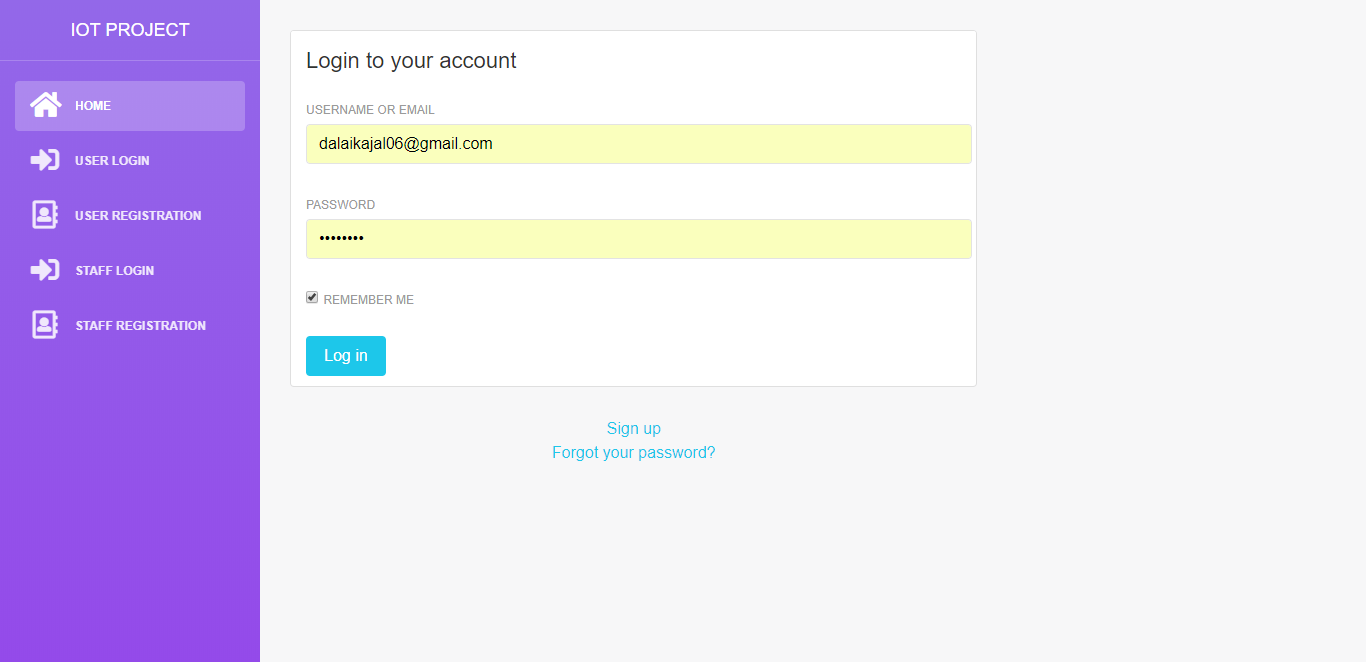 IOT PROJECT
HOME
USER LOGIN
USER REGISTRATION
STAFF LOGIN
STAFF REGISTRATION
Login to your account
USERNAME OR EMAIL
dalaikajal06@gmail.com
PASSWORD
••••••••
REMEMBER ME
Log in
Sign up
Forgot your password?